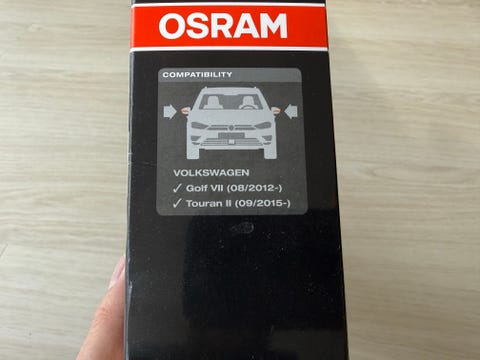 OSRAM
COMPATIBILITY
VOLKSWAGEN
✓ Golf VII (08/2012-)
✓ Touran II (09/2015-)